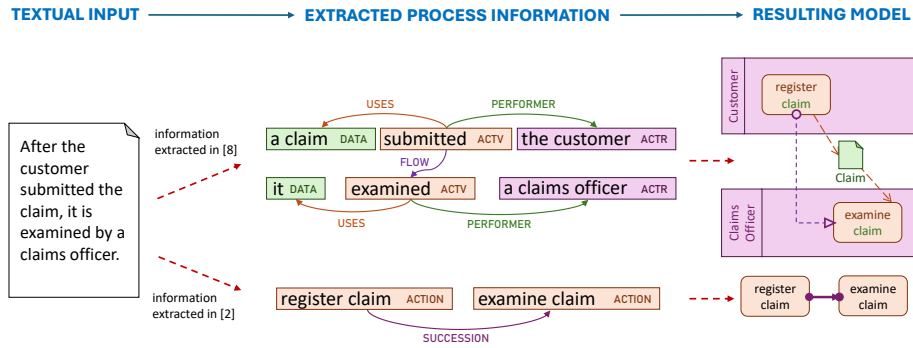 TEXTUAL INPUT
EXTRACTED PROCESS INFORMATION
RESULTING MODEL
After the
customer
submitted the
claim, it is
examined by a
claims officer.
information
extracted in [8]
information
extracted in [2]
USES
PERFORMER
a claim DATA
submitted ACTV
the customer ACTR
FLOW
it DATA
examined ACTV
a claims officer ACTR
USES
PERFORMER
register claim ACTION
examine claim ACTION
SUCCESSION
Customer
register
claim
Claim
Claims
Officer
examine
claim
register
claim
examine
claim